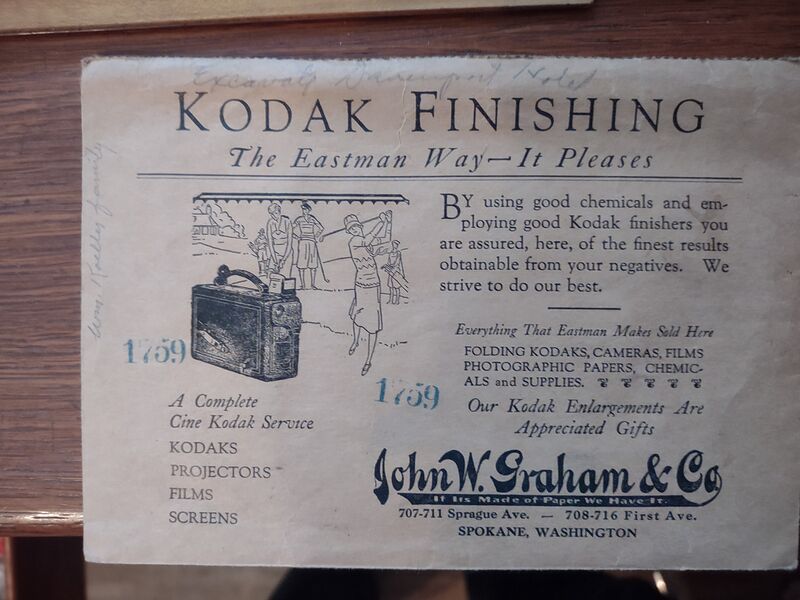 Davenport Hotel
KODAK FINISHING
The Eastman Way—It Pleases
BY using good chemicals and em-
ploying good Kodak finishers you
are assured, here, of the finest results
obtainable from your negatives. We
strive to do our best.
Everything That Eastman Makes Sold Here
FOLDING KODAKS, CAMERAS, FILMS
PHOTOGRAPHIC PAPERS, CHEMIC-
ALS and SUPPLIES.
Our Kodak Enlargements Are
Appreciated Gifts
1759
1759
A Complete
Cine Kodak Service
KODAKS
PROJECTORS
FILMS
SCREENS
John W. Graham & Co
If Its Made of Paper We Have It.
707-711 Sprague Ave. — 708-716 First Ave.
SPOKANE, WASHINGTON
family